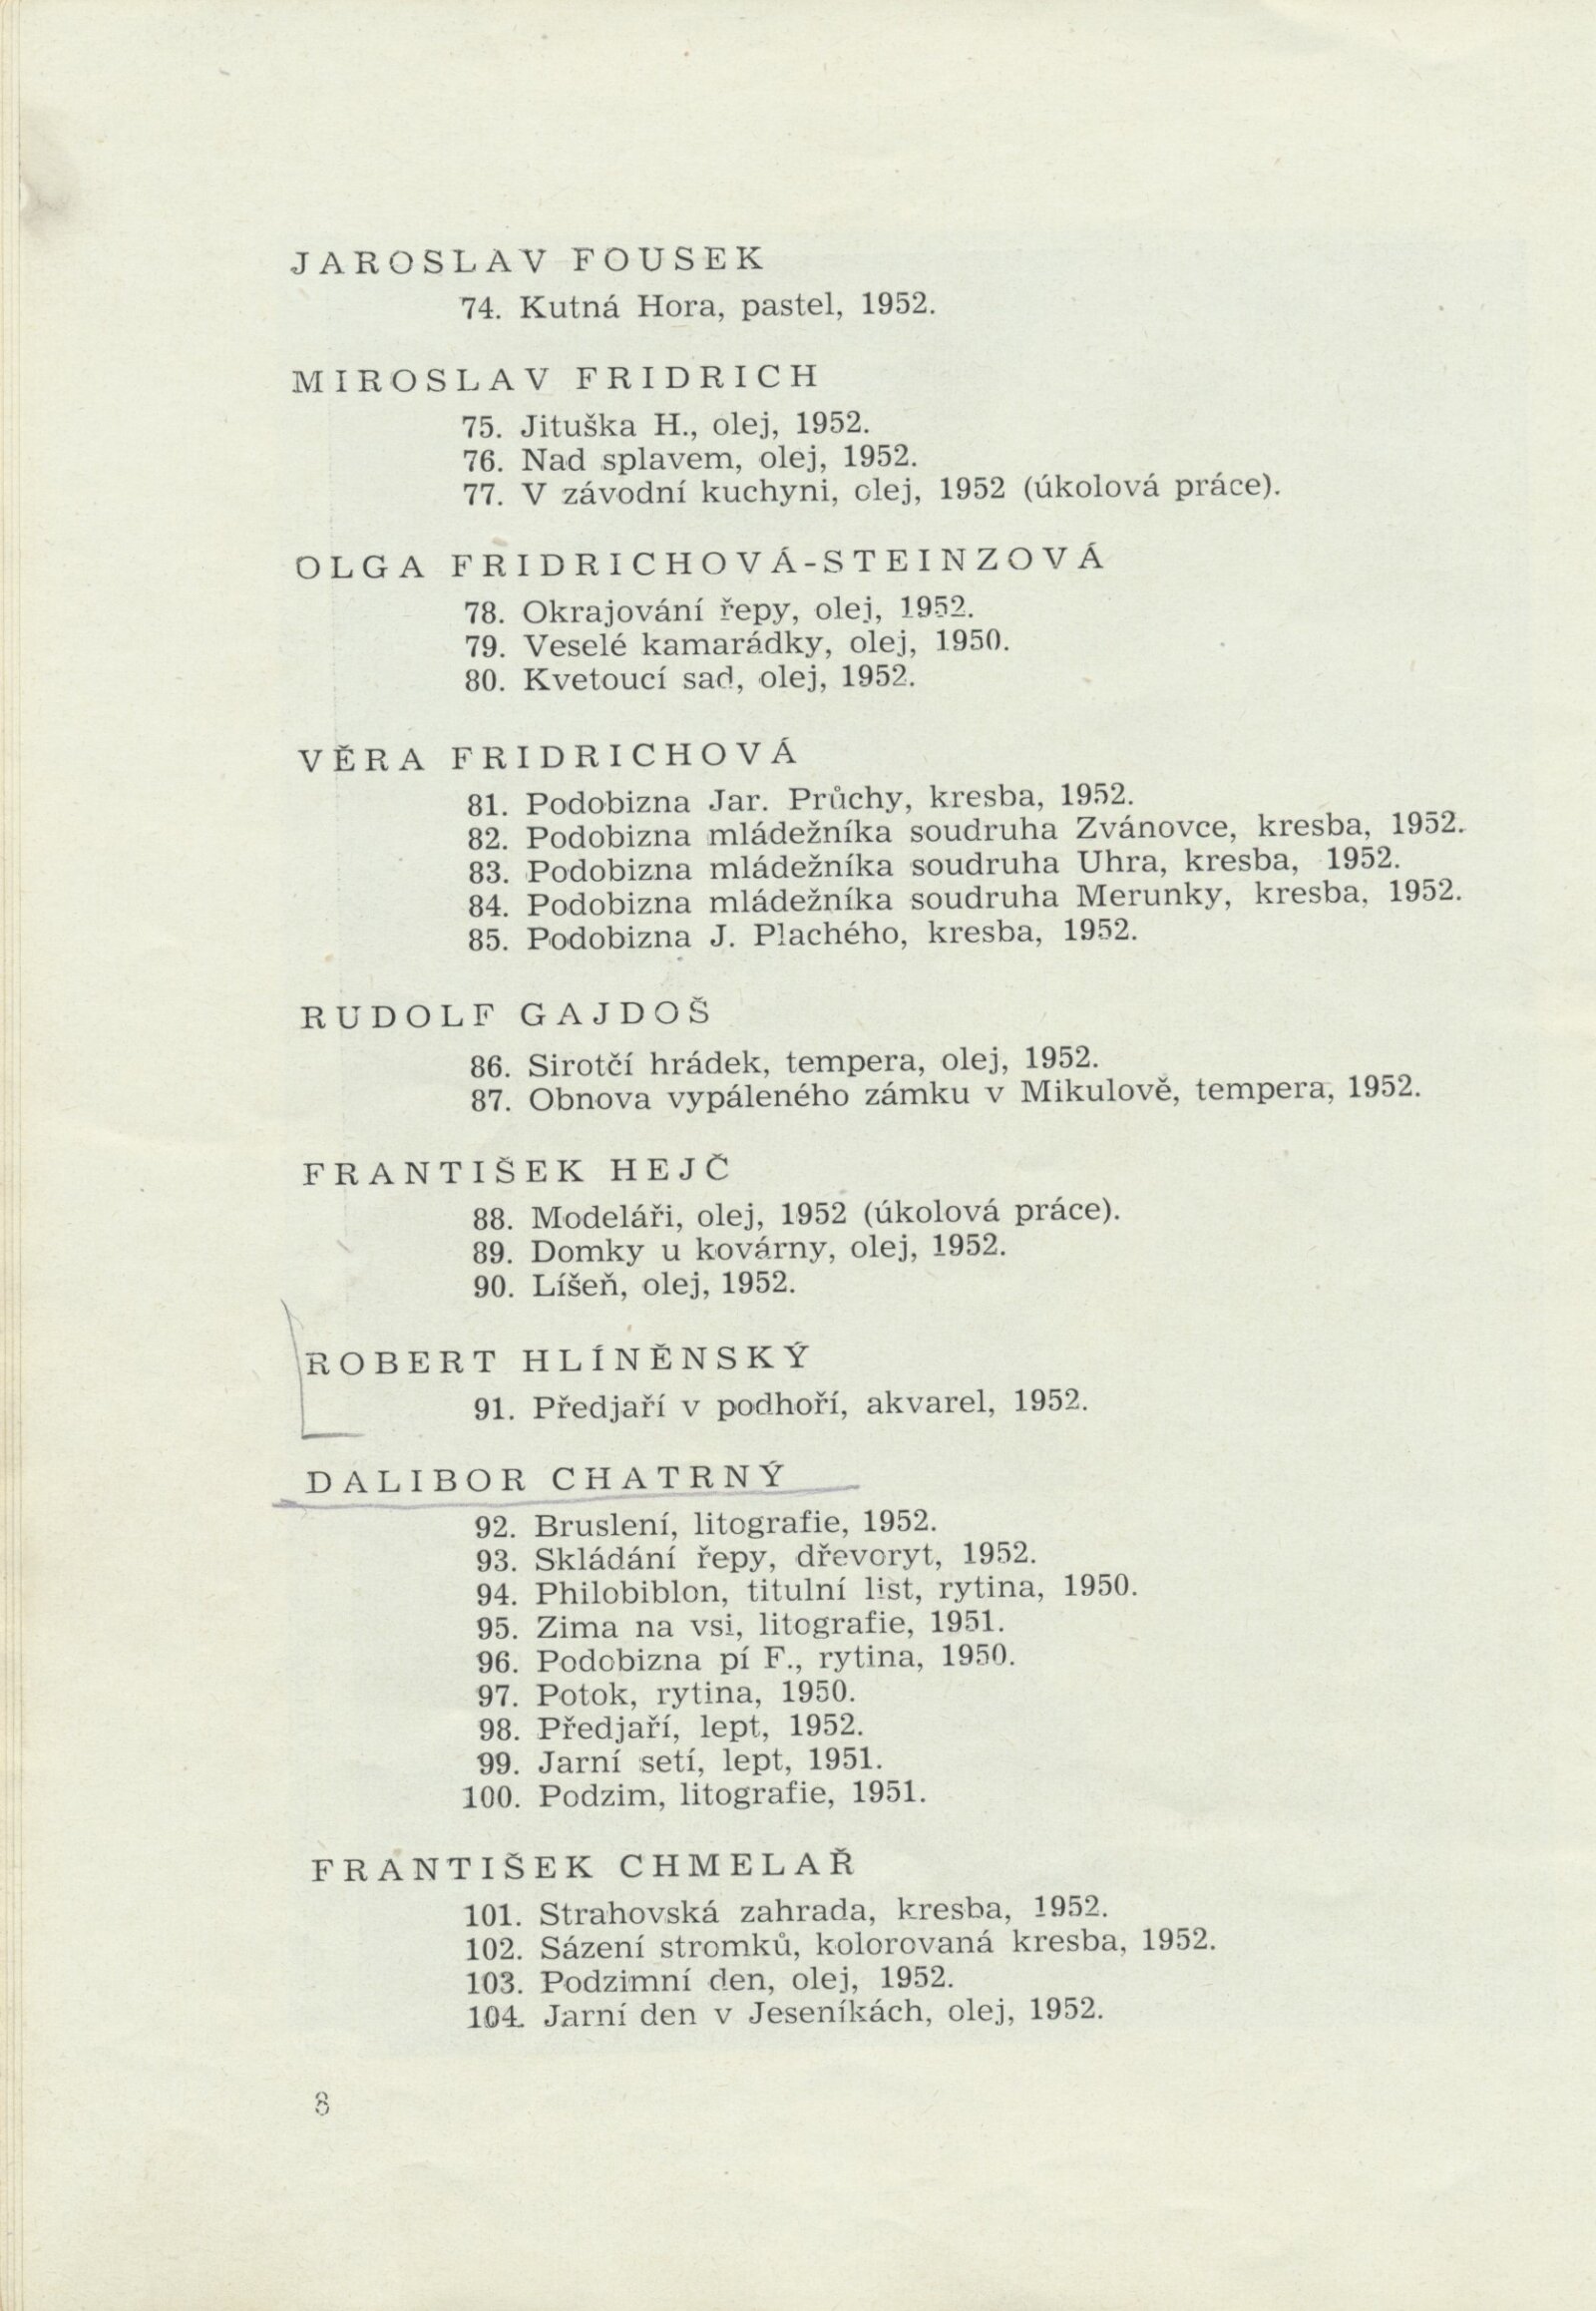 JAROSLAV FOUSEK
74. Kutná Hora, pastel, 1952.
MIROSLAV FRIDRICH
75. Jituška H., olej, 1952.
76. Nad splavem, olej, 1952.
77. V závodní kuchyni, olej, 1952 (úkolová práce).
OLGA FRIDRICHOVÁ-STEINZOVÁ
78. Okrajování řepy, olej, 1952.
79. Veselé kamarádky, olej, 1950.
80. Kvetoucí sad, olej, 1952.
VĚRA FRIDRICHOVÁ
81. Podobizna Jar. Průchy, kresba, 1952.
82. Podobizna mládežníka soudruha Zvánovce, kresba, 1952.
83. Podobizna mládežníka soudruha Uhra, kresba, 1952.
84. Podobizna mládežníka soudruha Merunky, kresba, 1952.
85. Podobizna J. Plachého, kresba, 1952.
RUDOLF GAJDOŠ
86. Sirotčí hrádek, tempera, olej, 1952.
87. Obnova vypáleného zámku v Mikulově, tempera, 1952.
FRANTIŠEK HEJČ
88. Modeláři, olej, 1952 (úkolová práce).
89. Domky u kovárny, olej, 1952.
90. Líšeň, olej, 1952.
ROBERT HLÍNĚNSKÝ
91. Předjaří v podhoří, akvarel, 1952.
DALIBOR CHATRNÝ
92. Bruslení, litografie, 1952.
93. Skládání řepy, dřevoryt, 1952.
94. Philobiblon, titulní list, rytina, 1950.
95. Zima na vsi, litografie, 1951.
96. Podobizna pí F., rytina, 1950.
97. Potok, rytina, 1950.
98. Předjaří, lept, 1952.
99. Jarní setí, lept, 1951.
100. Podzim, litografie, 1951.
FRANTIŠEK CHMELAŘ
101. Strahovská zahrada, kresba, 1952.
102. Sázení stromků, kolorovaná kresba, 1952.
103. Podzimní den, olej, 1952.
104. Jarní den v Jeseníkách, olej, 1952.
8